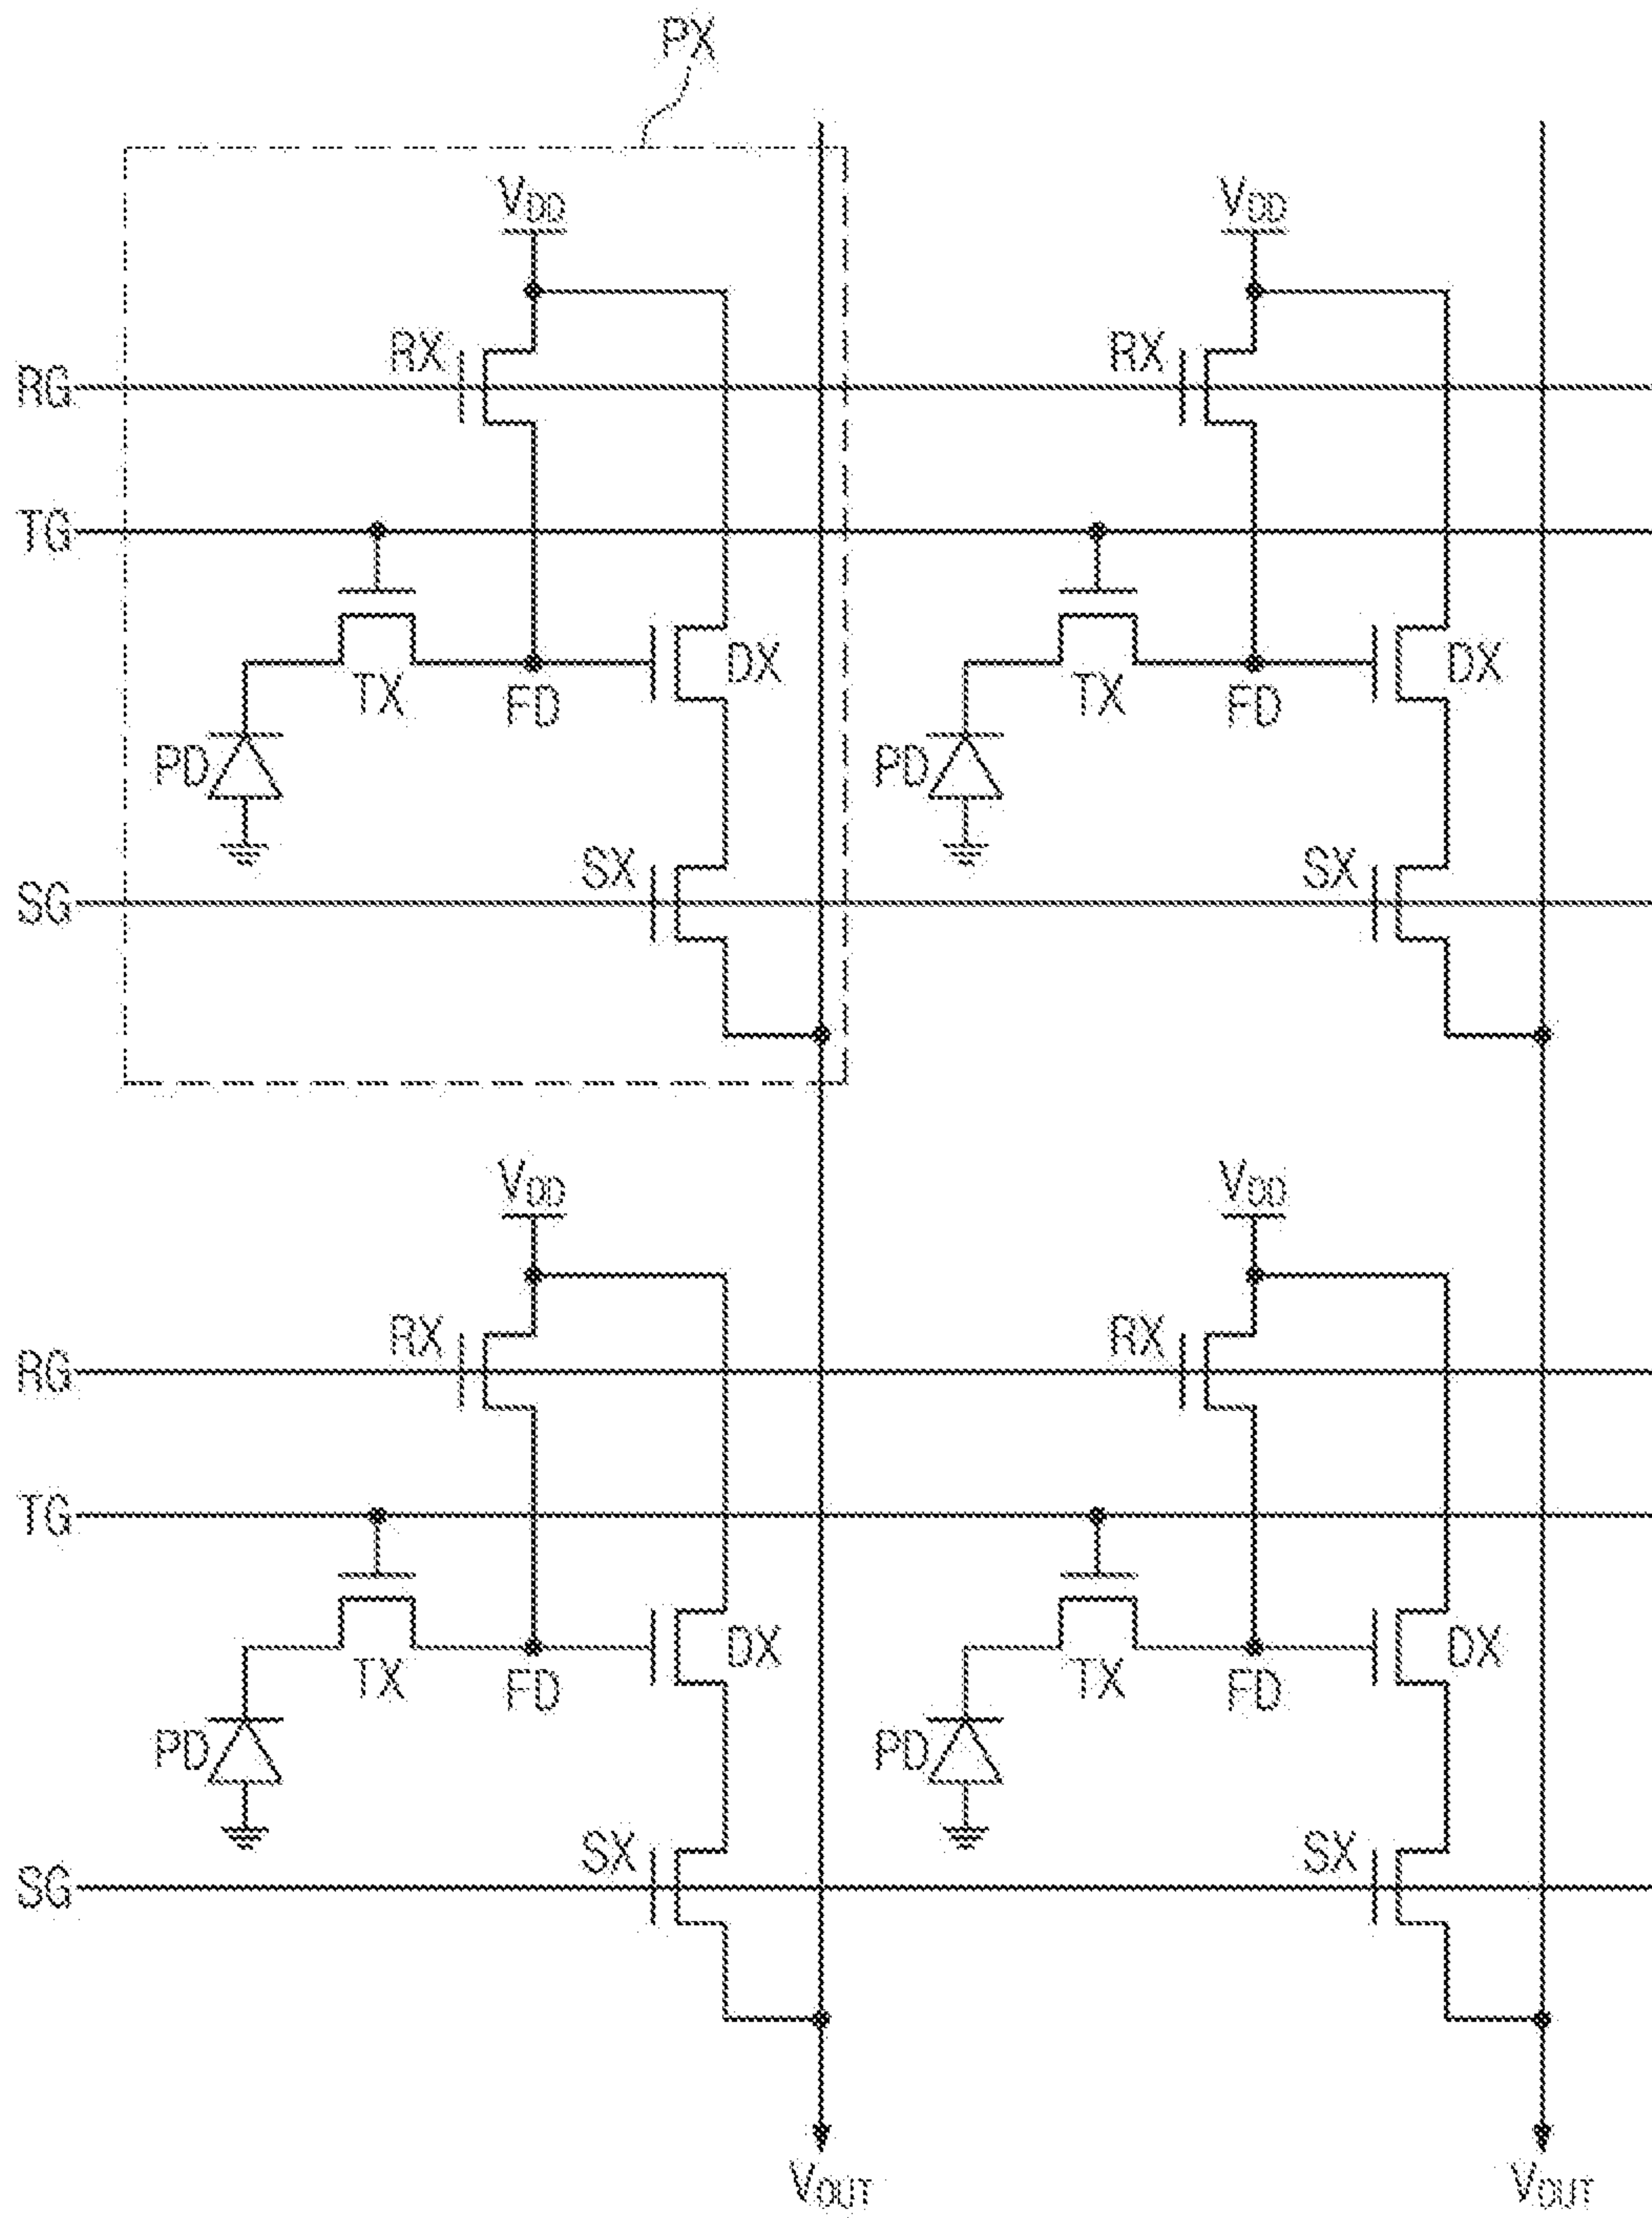 PX
VDD VDD
RX RX
RG
TG
TX FD DX TX FD DX
PD PD
SX SX
SG
VDD VDD
RX RX
RG
TG
TX FD DX TX FD DX
PD PD
SX SX
SG
VOUT VOUT